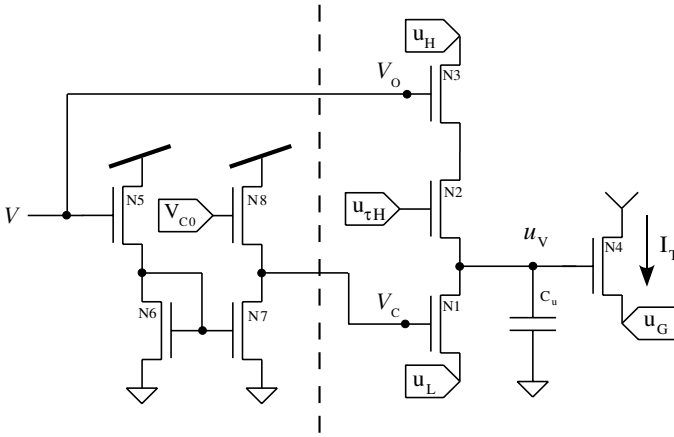 u_H
N3
V_O
N5
N8
V
V_C0
N2
u_τH
u_V
N4
I_T
N6
N7
V_C
N1
C_u
u_G
u_L